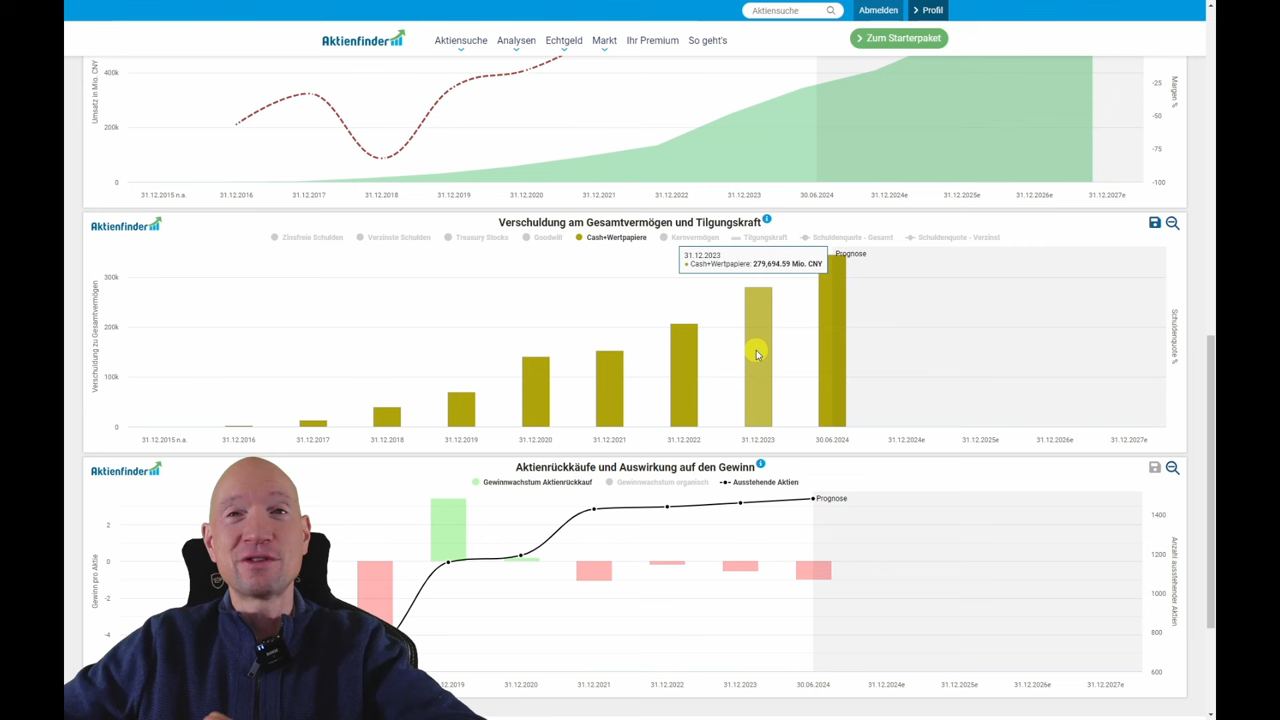 Aktiensuche
Abmelden
Profil
Aktienfinder
Aktiensuche Analysen Echtgeld Markt Ihr Premium So geht's
Zum Starterpaket
Umsatz in Mio. CNY
400k
200k
0
-25
-50
-75
-100
Margen %
31.12.2015 n.a. 31.12.2016 31.12.2017 31.12.2018 31.12.2019 31.12.2020 31.12.2021 31.12.2022 31.12.2023 30.06.2024 31.12.2024e 31.12.2025e 31.12.2026e 31.12.2027e
Aktienfinder
Verschuldung am Gesamtvermögen und Tilgungskraft
Zinsfreie Schulden Verzinste Schulden Treasury Stocks Goodwill Cash+Wertpapiere Kernvermögen Tilgungskraft Schuldenquote - Gesamt Schuldenquote - Verzinst
31.12.2023
Cash+Wertpapiere: 279,694.59 Mio. CNY
Prognose
Verschuldung zu Gesamtvermögen
300k
200k
100k
0
Schuldenquote %
31.12.2015 n.a. 31.12.2016 31.12.2017 31.12.2018 31.12.2019 31.12.2020 31.12.2021 31.12.2022 31.12.2023 30.06.2024 31.12.2024e 31.12.2025e 31.12.2026e 31.12.2027e
Aktienfinder
Aktienrückkäufe und Auswirkung auf den Gewinn
Gewinnwachstum Aktienrückkauf Gewinnwachstum organisch Ausstehende Aktien
Prognose
Gewinn pro Aktie
2
0
-2
-4
1400
1200
1000
800
600
Anzahl ausstehender Aktien
.12.2019 31.12.2020 31.12.2021 31.12.2022 31.12.2023 30.06.2024 31.12.2024e 31.12.2025e 31.12.2026e 31.12.2027e